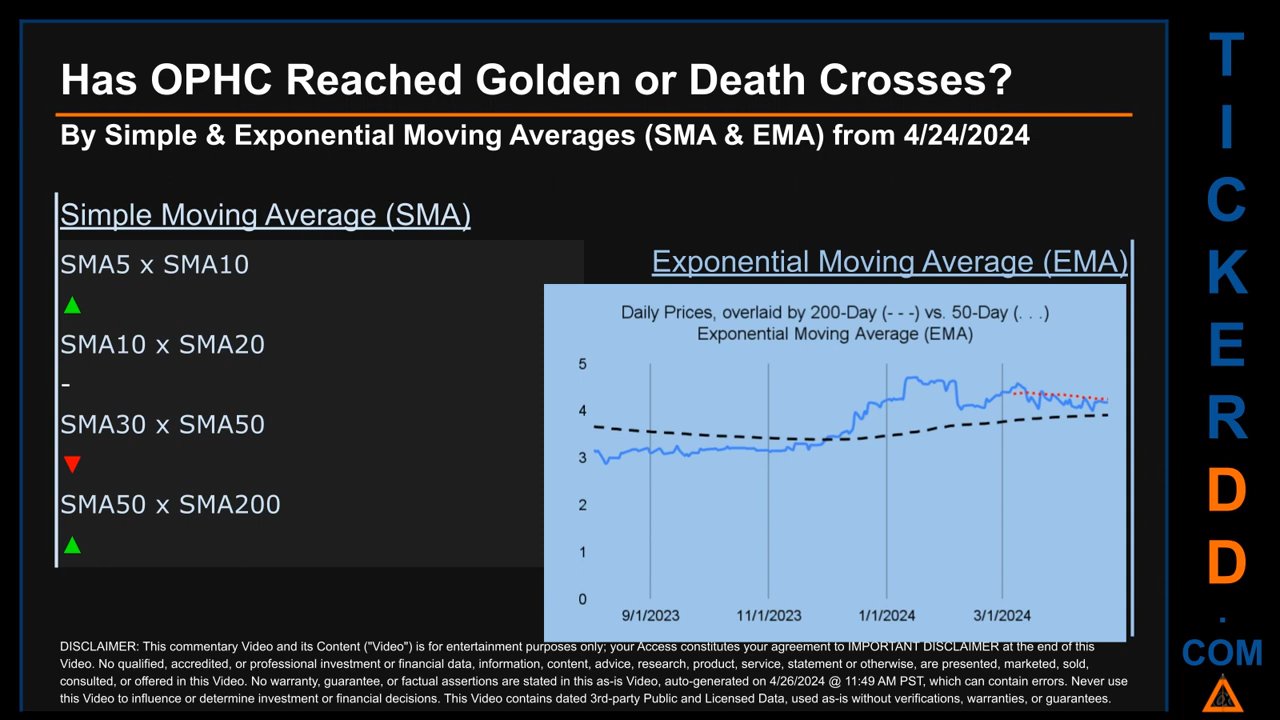 Has OPHC Reached Golden or Death Crosses?
By Simple & Exponential Moving Averages (SMA & EMA) from 4/24/2024
Simple Moving Average (SMA)
SMA5 x SMA10
▲
SMA10 x SMA20
-
SMA30 x SMA50
▼
SMA50 x SMA200
▲
Exponential Moving Average (EMA)
Daily Prices, overlaid by 200-Day (- - -) vs. 50-Day (. . .)
Exponential Moving Average (EMA)
5
4
3
2
1
0
9/1/2023 11/1/2023 1/1/2024 3/1/2024
DISCLAIMER: This commentary Video and its Content ("Video") is for entertainment purposes only; your Access constitutes your agreement to IMPORTANT DISCLAIMER at the end of this
Video. No qualified, accredited, or professional investment or financial data, information, content, advice, research, product, service, statement or otherwise, are presented, marketed, sold,
consulted, or offered in this Video. No warranty, guarantee, or factual assertions are stated in this as-is Video, auto-generated on 4/26/2024 @ 11:49 AM PST, which can contain errors. Never use
this Video to influence or determine investment or financial decisions. This Video contains dated 3rd-party Public and Licensed Data, used as-is without verifications, warranties, or guarantees.
T
I
C
K
E
R
D
D
.
COM